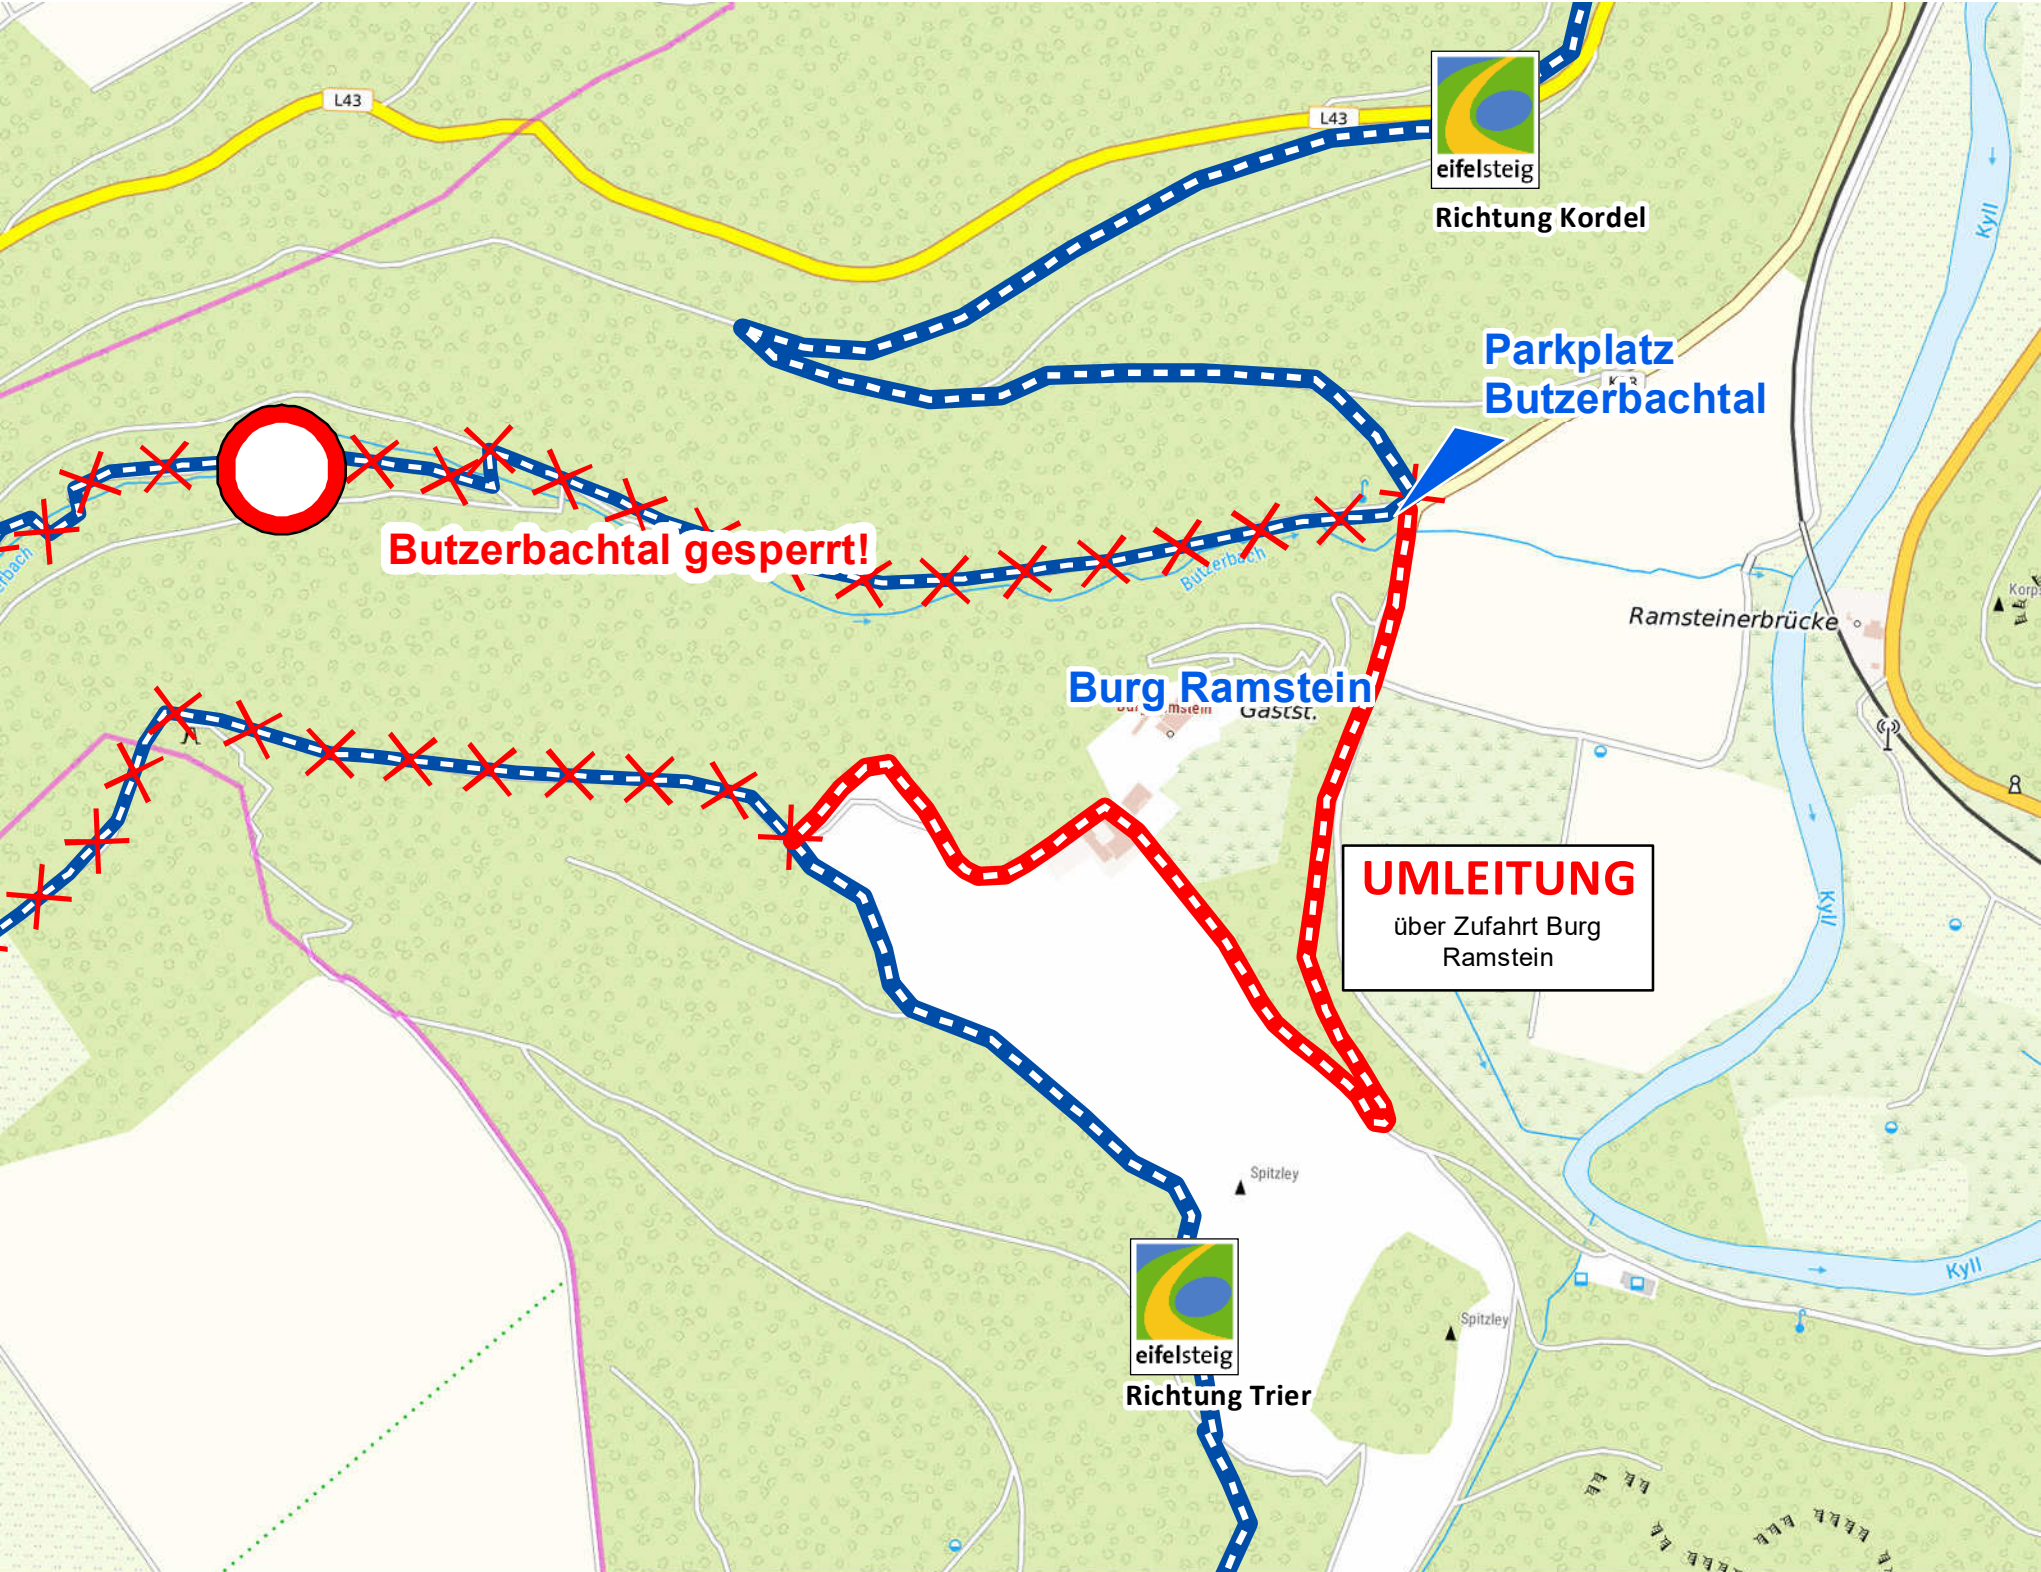 L43
L43
eifelsteig
Richtung Kordel
Kyll
Parkplatz
Butzerbachtal
Butzerbachtal gesperrt!
Butzerbach
Ramsteinerbrücke
Burg Ramstein
Gastst.
UMLEITUNG
über Zufahrt Burg
Ramstein
Kyll
Spitzley
Kyll
eifelsteig
Richtung Trier
Spitzley